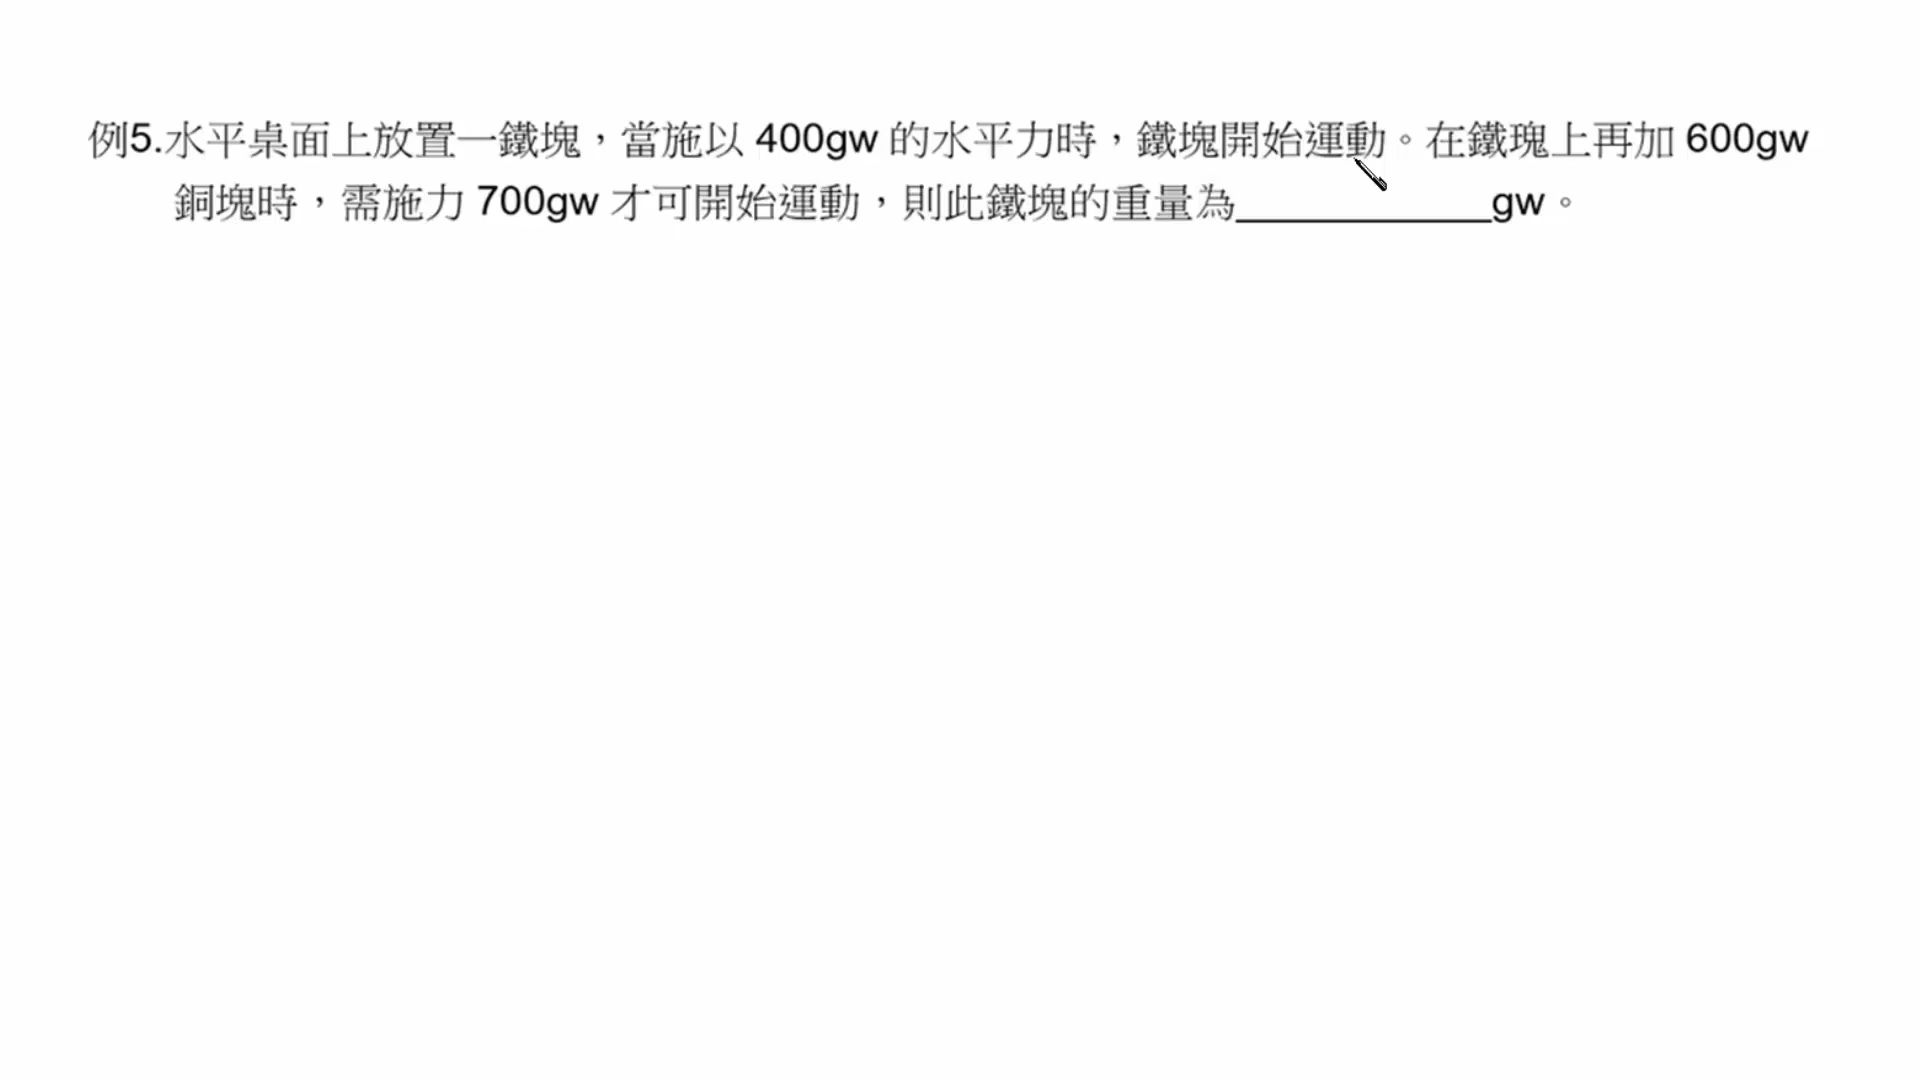 例5.水平桌面上放置一鐵塊，當施以 400gw 的水平力時，鐵塊開始運動。在鐵瑰上再加 600gw
銅塊時，需施力 700gw 才可開始運動，則此鐵塊的重量為____________gw。